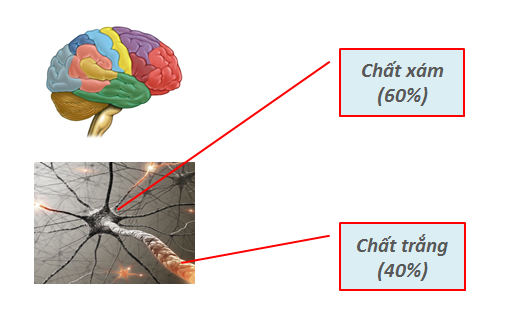 Chất xám
(60%)
Chất trắng
(40%)